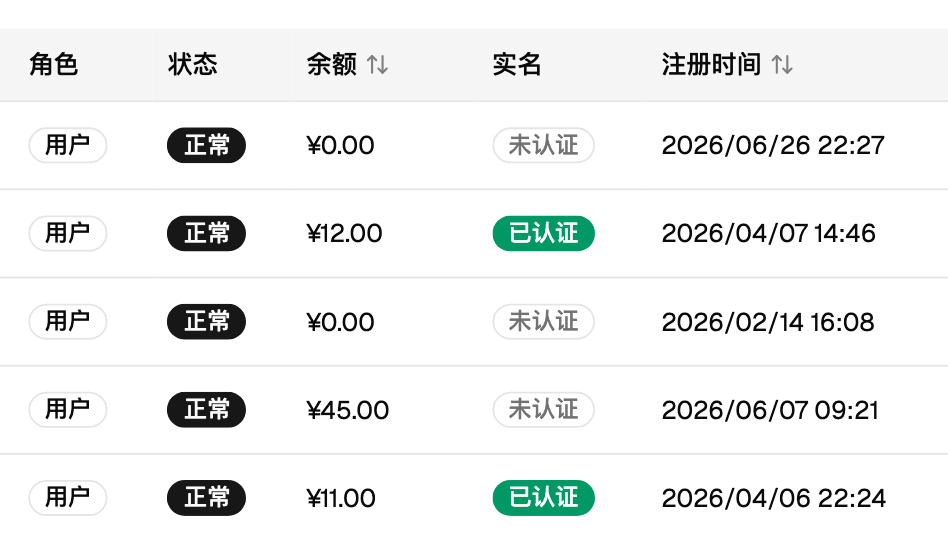 角色 状态 余额 实名 注册时间
用户 正常 ¥0.00 未认证 2026/06/26 22:27
用户 正常 ¥12.00 已认证 2026/04/07 14:46
用户 正常 ¥0.00 未认证 2026/02/14 16:08
用户 正常 ¥45.00 未认证 2026/06/07 09:21
用户 正常 ¥11.00 已认证 2026/04/06 22:24